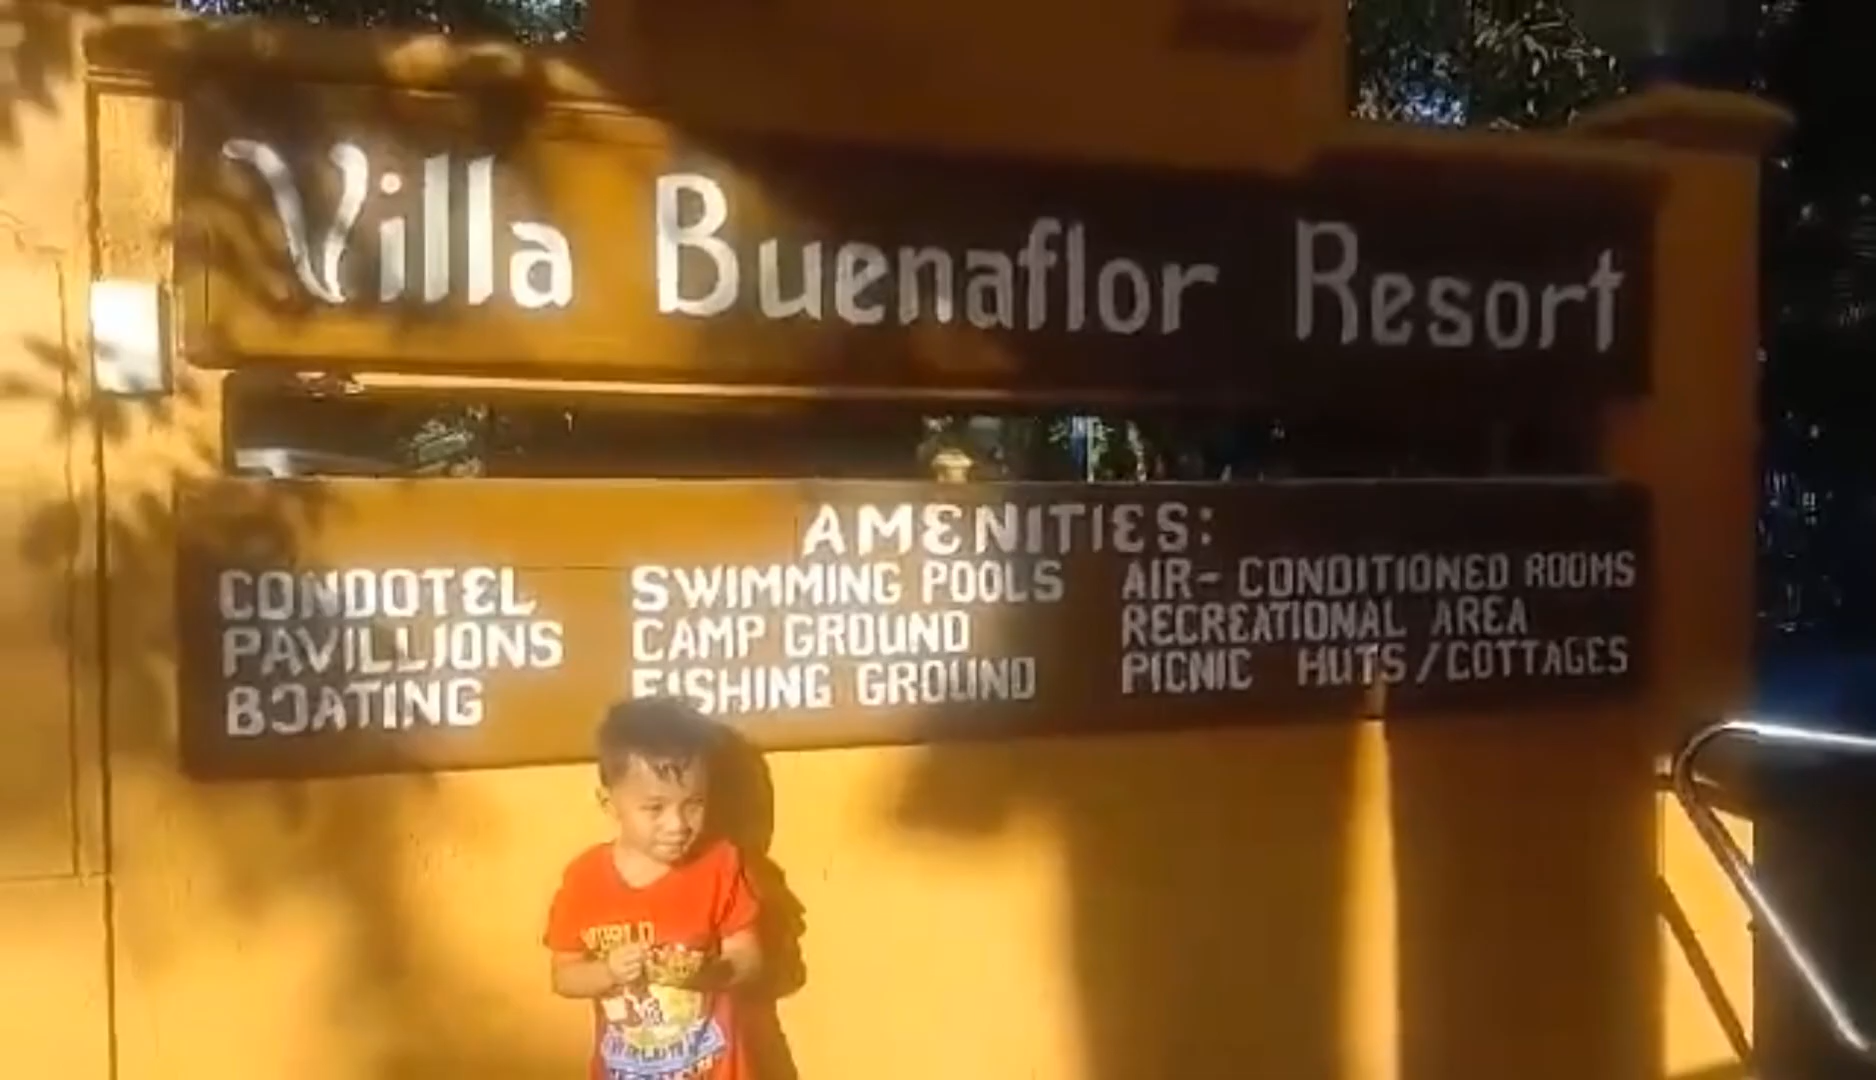 Villa Buenaflor Resort
AMENITIES:
CONDOTEL
PAVILLIONS
BOATING
SWIMMING POOLS
CAMP GROUND
FISHING GROUND
AIR-CONDITIONED ROOMS
RECREATIONAL AREA
PICNIC HUTS/COTTAGES
WORLD